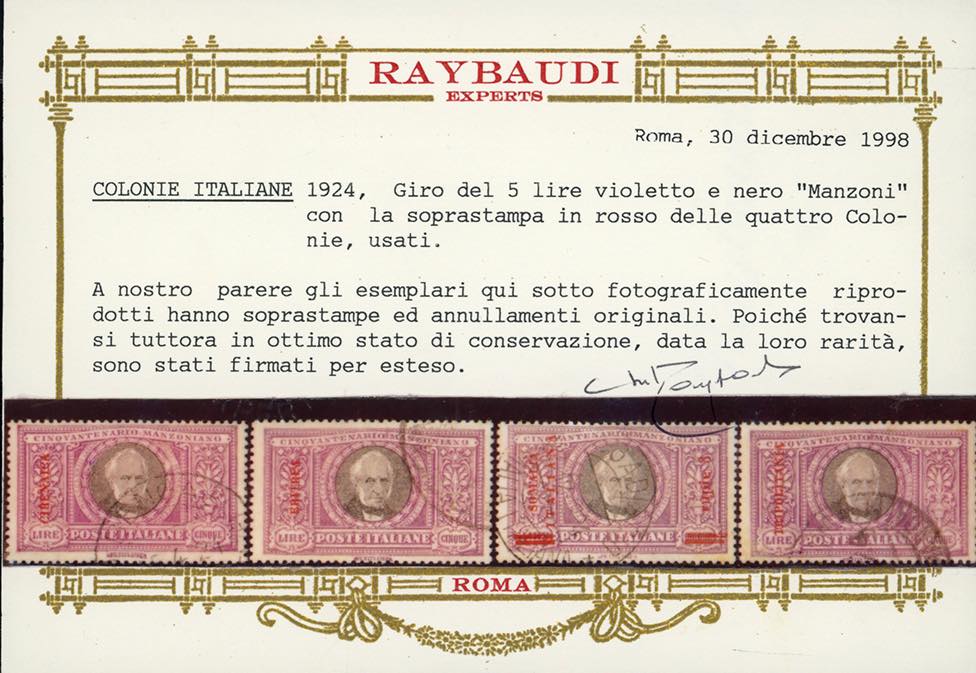 RAYBAUDI
EXPERTS
Roma, 30 dicembre 1998
COLONIE ITALIANE 1924, Giro del 5 lire violetto e nero "Manzoni"
con la soprastampa in rosso delle quattro Colo-
nie, usati.
A nostro parere gli esemplari qui sotto fotograficamente ripro-
dotti hanno soprastampe ed annullamenti originali. Poiché trovan-
si tuttora in ottimo stato di conservazione, data la loro rarità,
sono stati firmati per esteso.
CINQVANTENARIO MANZONIANO
CIRENAICA
LIRE POSTE ITALIANE CINQUE
CINQVANTENARIO MANZONIANO
ERITREA
LIRE POSTE ITALIANE CINQUE
CINQVANTENARIO MANZONIANO
SOMALIA
ITALIANA
POSTE ITALIANE
CINQVANTENARIO MANZONIANO
TRIPOLITANIA
LIRE POSTE ITALIANE
ROMA